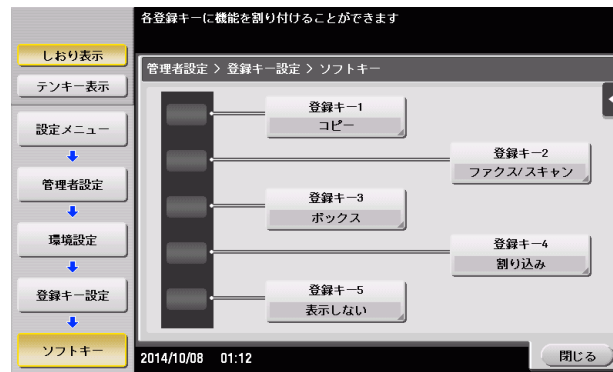 各登録キーに機能を割り付けることができます
しおり表示
テンキー表示
設定メニュー
管理者設定
環境設定
登録キー設定
ソフトキー
管理者設定 > 登録キー設定 > ソフトキー
登録キー1
コピー
登録キー2
ファクス/スキャン
登録キー3
ボックス
登録キー4
割り込み
登録キー5
表示しない
2014/10/08 01:12
閉じる